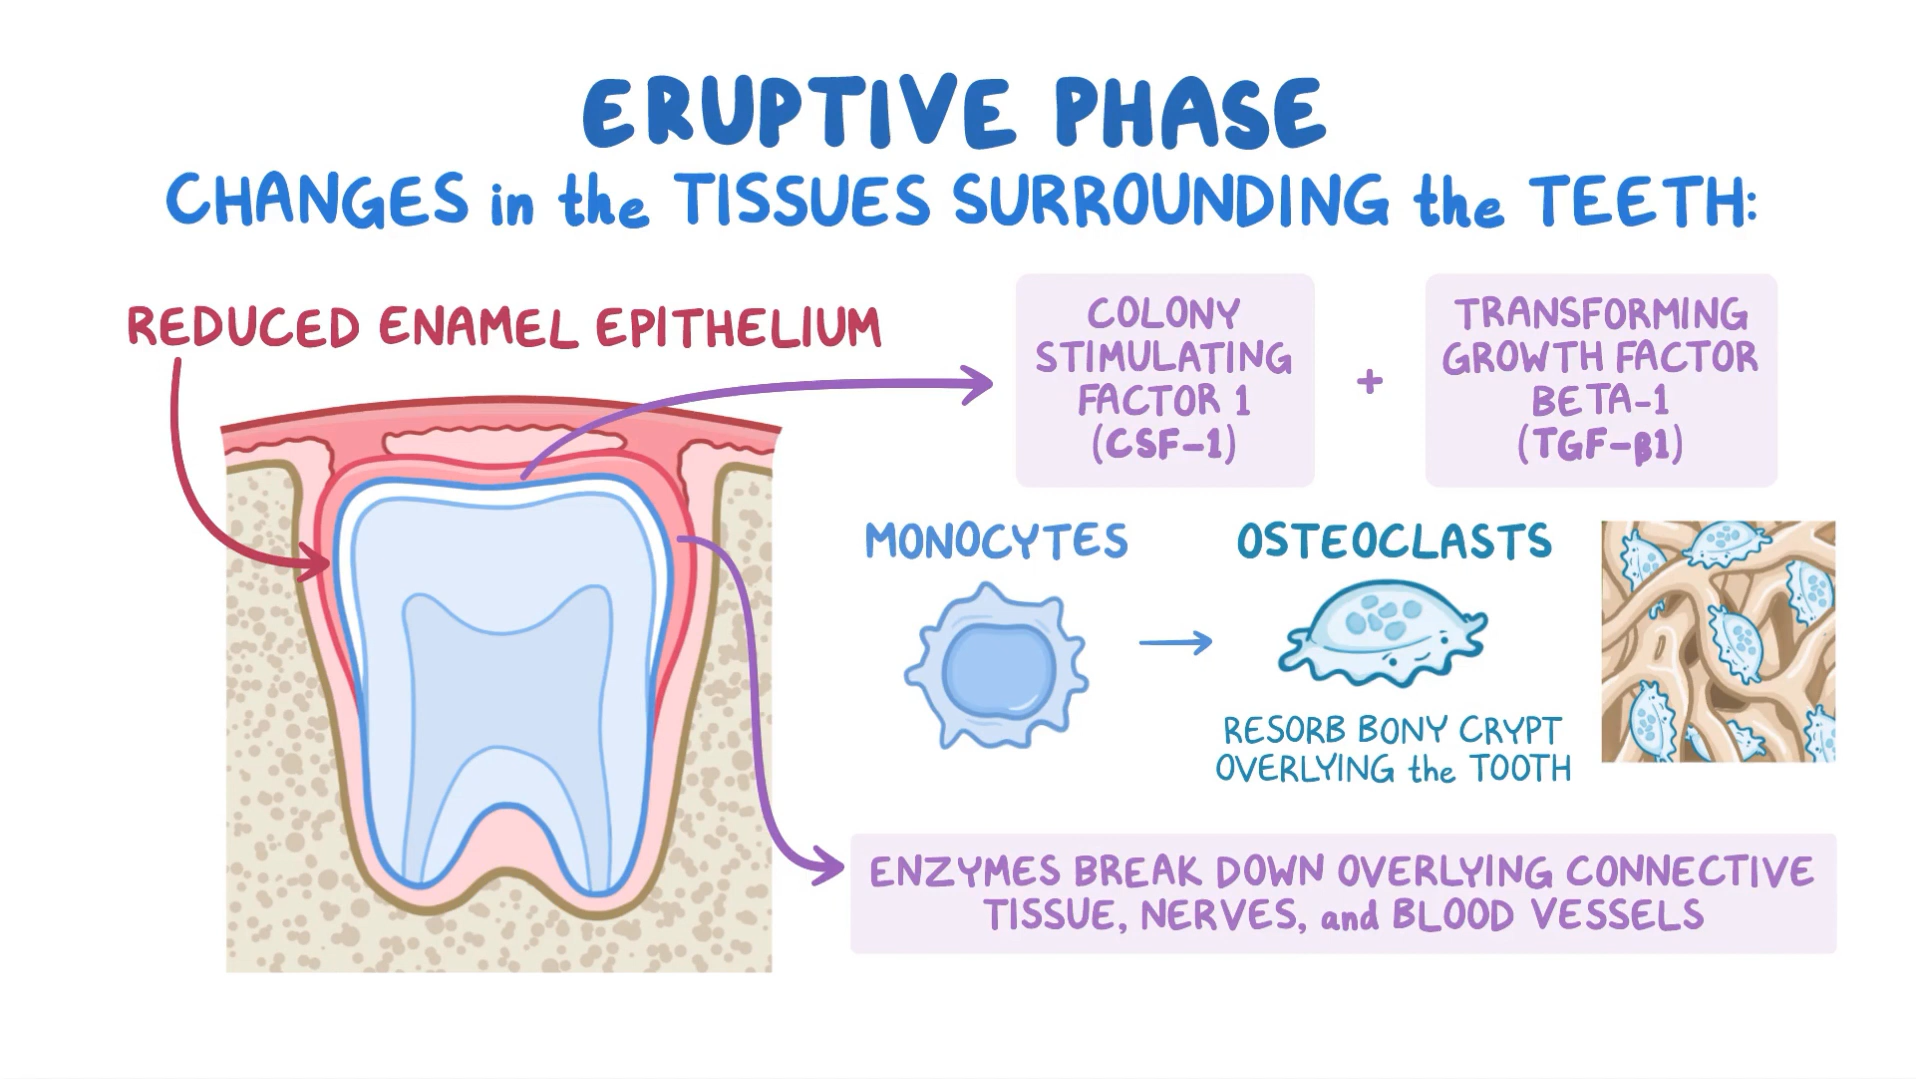 ERUPTIVE PHASE
CHANGES in the TISSUES SURROUNDING the TEETH:
REDUCED ENAMEL EPITHELIUM
COLONY
STIMULATING
FACTOR 1
(CSF-1)
+
TRANSFORMING
GROWTH FACTOR
BETA-1
(TGF-β1)
MONOCYTES
OSTEOCLASTS
RESORB BONY CRYPT
OVERLYING the TOOTH
ENZYMES BREAK DOWN OVERLYING CONNECTIVE
TISSUE, NERVES, and BLOOD VESSELS